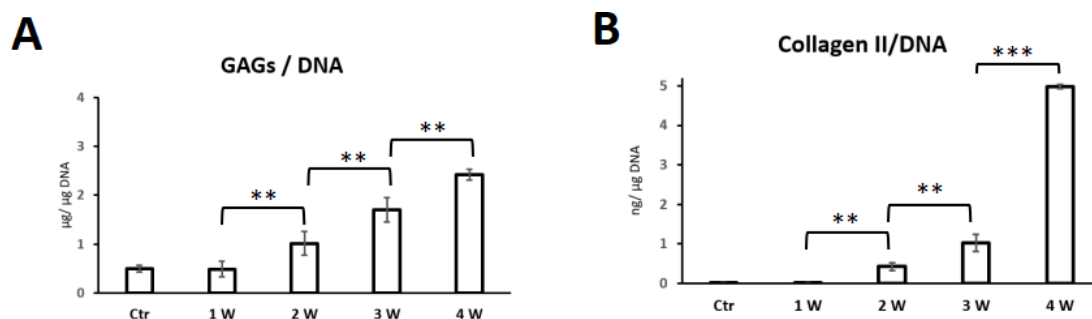 A
GAGs / DNA
µg/ µg DNA
4
3
2
1
0
**
**
**
Ctr
1 W
2 W
3 W
4 W
B
Collagen II/DNA
ng/ µg DNA
5
4
3
2
1
0
**
**
***
Ctr
1 W
2 W
3 W
4 W